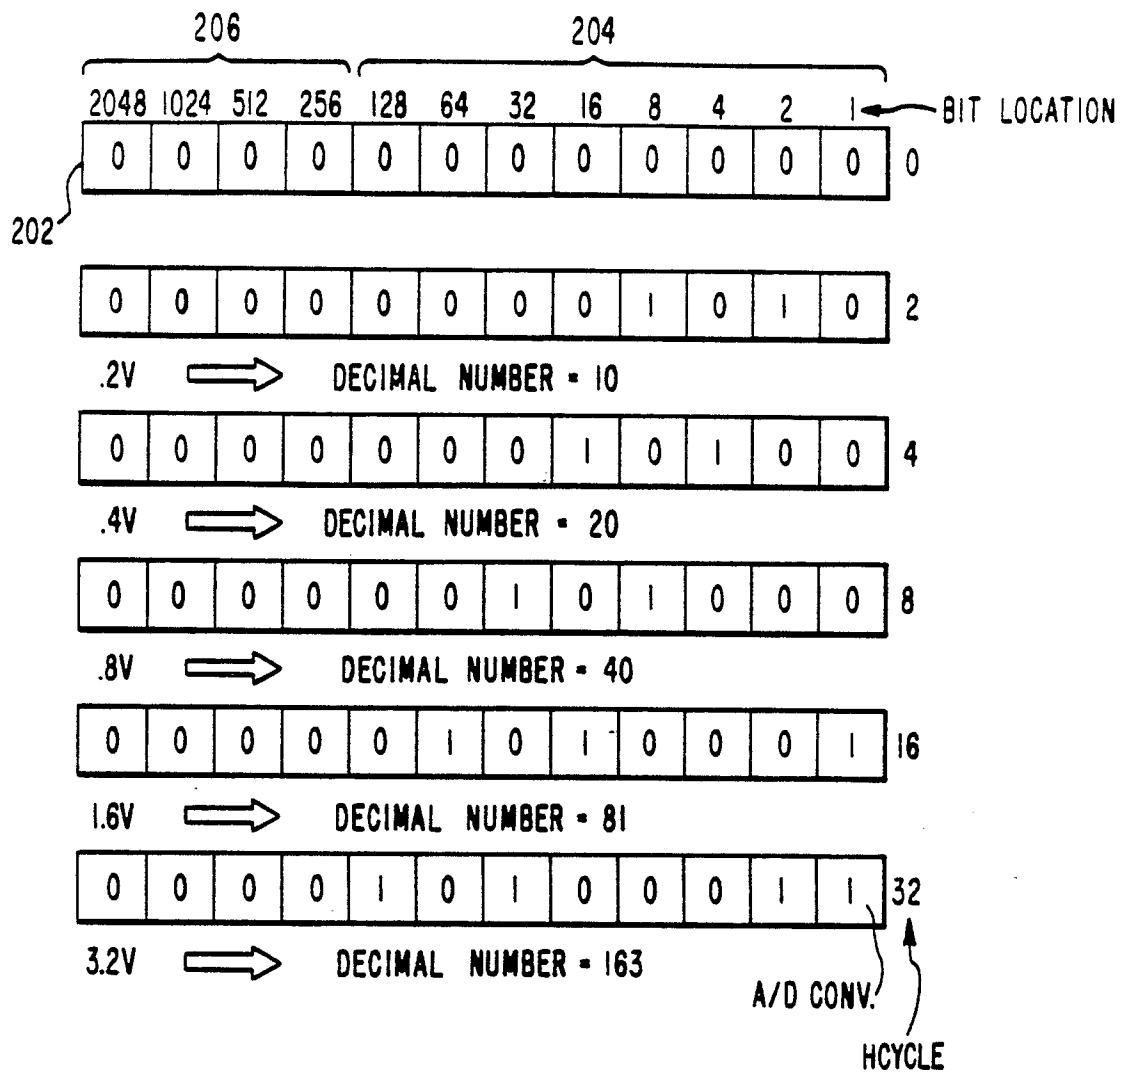 206 204
2048 1024 512 256 128 64 32 16 8 4 2 1 BIT LOCATION
0 0 0 0 0 0 0 0 0 0 0 0 0
202
0 0 0 0 0 0 0 0 1 0 1 0 2
.2V DECIMAL NUMBER = 10
0 0 0 0 0 0 0 1 0 1 0 0 4
.4V DECIMAL NUMBER = 20
0 0 0 0 0 0 1 0 1 0 0 0 8
.8V DECIMAL NUMBER = 40
0 0 0 0 0 1 0 1 0 0 0 1 16
1.6V DECIMAL NUMBER = 81
0 0 0 0 1 0 1 0 0 0 1 1 32
3.2V DECIMAL NUMBER = 163
A/D CONV.
HCYCLE